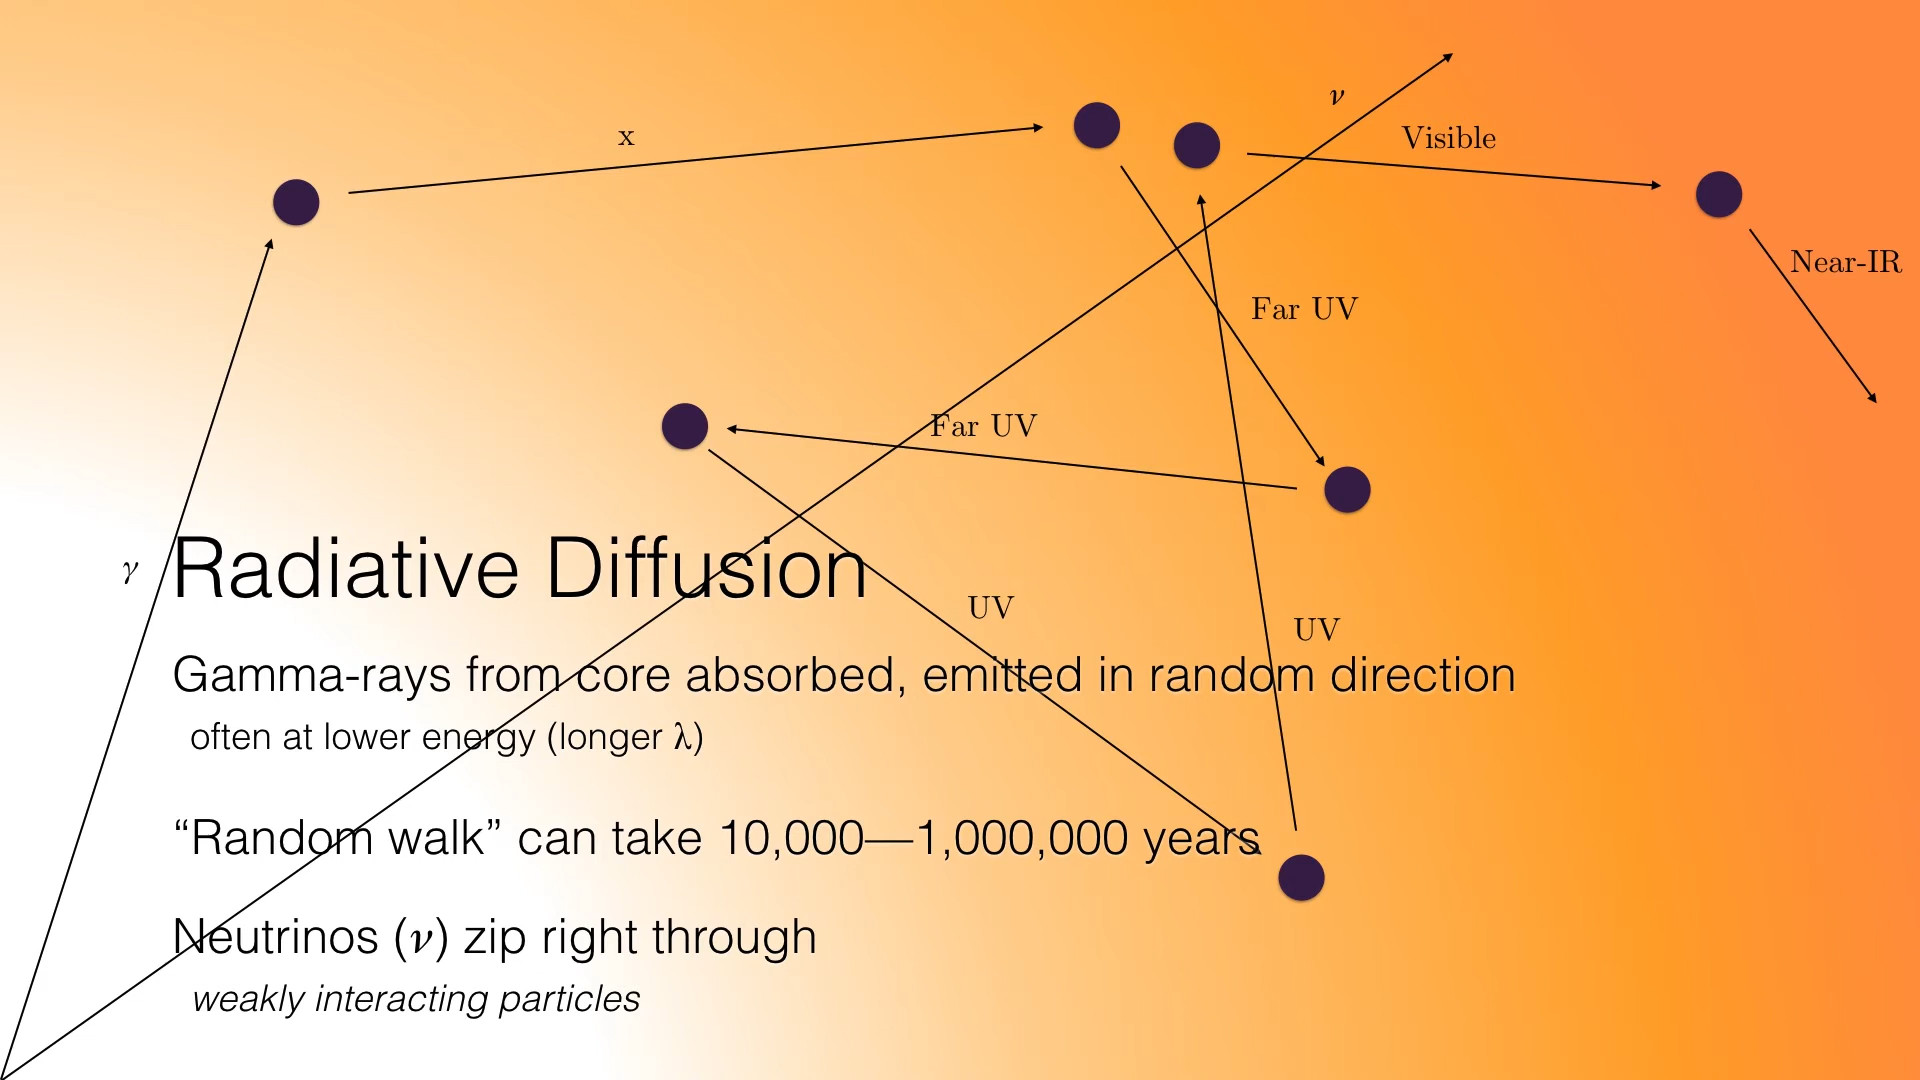 ν
x
Visible
Near-IR
Far UV
Far UV
γ
Radiative Diffusion
UV
UV
Gamma-rays from core absorbed, emitted in random direction
often at lower energy (longer λ)
“Random walk” can take 10,000—1,000,000 years
Neutrinos (ν) zip right through
weakly interacting particles